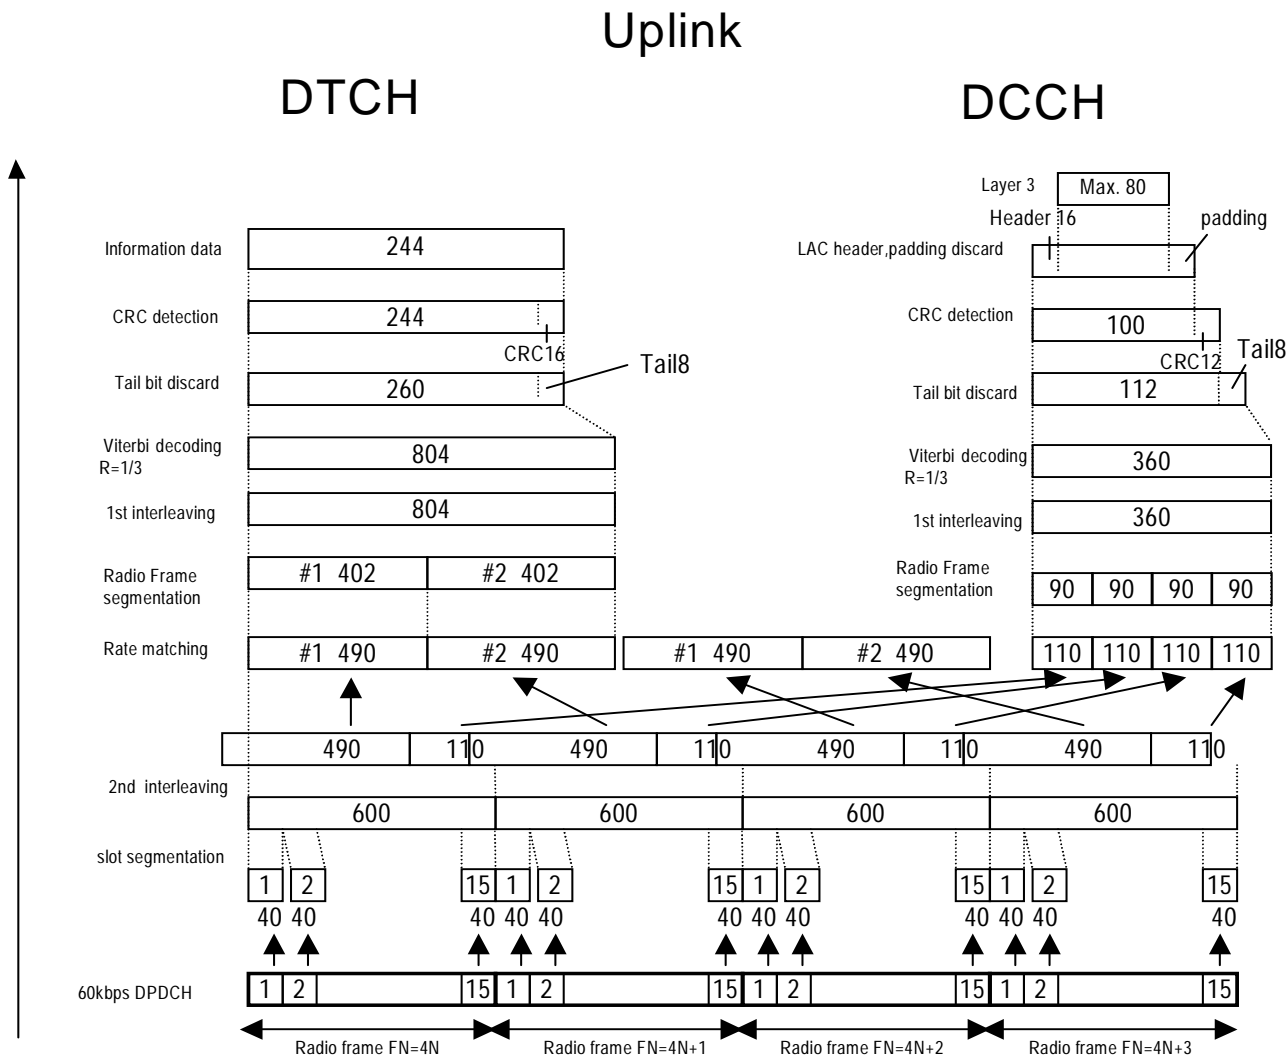 Uplink
DTCH
DCCH
Layer 3
Max. 80
Header 16
padding
Information data
244
LAC header,padding discard
CRC detection
244
CRC16
CRC detection
100
CRC12
Tail bit discard
260
Tail8
Tail bit discard
112
Tail8
Viterbi decoding
R=1/3
804
Viterbi decoding
R=1/3
360
1st interleaving
804
1st interleaving
360
Radio Frame
segmentation
#1 402
#2 402
Radio Frame
segmentation
90 90 90 90
Rate matching
#1 490
#2 490
#1 490
#2 490
110 110 110 110
490 110 490 110 490 110 490 110
2nd interleaving
600 600 600 600
slot segmentation
1 2 15 1 2 15 1 2 15 1 2 15
40 40 40 40 40 40 40 40 40 40 40 40
60kbps DPDCH
1 2 15 1 2 15 1 2 15 1 2 15
Radio frame FN=4N
Radio frame FN=4N+1
Radio frame FN=4N+2
Radio frame FN=4N+3